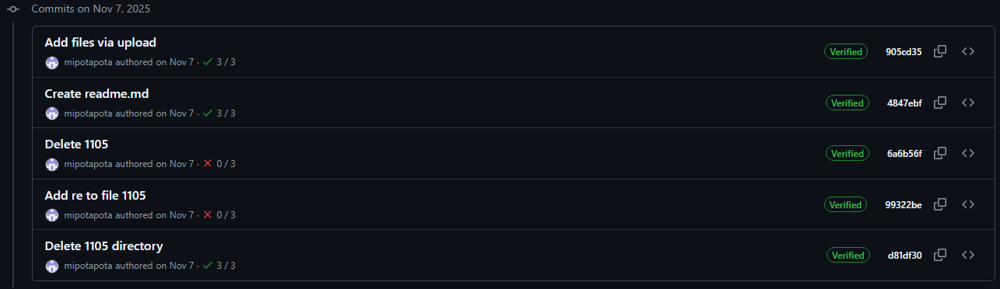 Commits on Nov 7, 2025
Add files via upload
mipotapota authored on Nov 7 · ✓ 3 / 3
Verified 905cd35
Create readme.md
mipotapota authored on Nov 7 · ✓ 3 / 3
Verified 4847ebf
Delete 1105
mipotapota authored on Nov 7 · ✗ 0 / 3
Verified 6a6b56f
Add re to file 1105
mipotapota authored on Nov 7 · ✗ 0 / 3
Verified 99322be
Delete 1105 directory
mipotapota authored on Nov 7 · ✓ 3 / 3
Verified d81df30